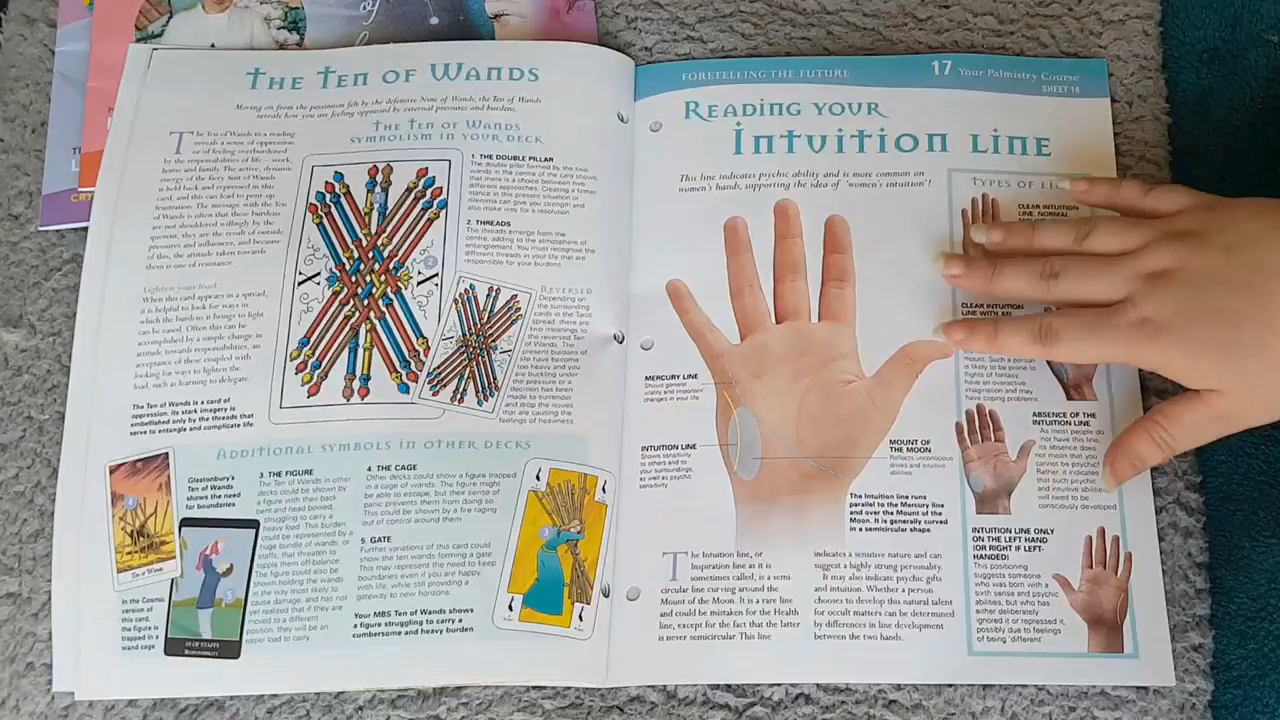 THE TEN OF WANDS
Moving on from the pessimism felt by the defensive Nine of Wands, the Ten of Wands
reveals how you are feeling oppressed by external pressures and burdens.
The Ten of Wands in a reading
reveals a sense of oppression
or of feeling overburdened
by the responsibilities of life – work,
home and family. The active, dynamic
energy of the fiery Suit of Wands
is held back and repressed in this
card, and this can lead to pent-up
frustration. The message with the Ten
of Wands is often that these burdens
are not shouldered willingly by the
querent; they are the result of outside
pressures and influences, and because
of this, the attitude taken towards
them is one of resistance.
Lighten your load
When this card appears in a spread,
it is helpful to look for ways in
which the burdens it brings to light
can be eased. Often this can be
accomplished by a simple change in
attitude towards responsibilities, an
acceptance of these coupled with
looking for ways to lighten the
load, such as learning to delegate.
The Ten of Wands is a card of
oppression. Its stark imagery is
embellished only by the threads that
serve to entangle and complicate life
THE TEN OF WANDS
SYMBOLISM IN YOUR DECK
1
2
X
X
1. THE DOUBLE PILLAR
The double pillar formed by the two
wands in the centre of the card shows
that there is a choice between two
different approaches. Creating a firmer
stance in this present situation or
dilemma can give you strength and
also make way for a resolution.
2. THREADS
The threads emerge from the
centre, adding to the atmosphere of
entanglement. You must recognise the
different threads in your life that are
responsible for your burdens.
REVERSED
Depending on
the surrounding
cards in the Tarot
spread, there are
two meanings to
the reversed Ten
of Wands. The
present burdens of
life have become
too heavy and you
are buckling under
the pressure or a
decision has been
made to surrender
and drop the issues
that are causing the
feelings of heaviness.
ADDITIONAL SYMBOLS IN OTHER DECKS
3
Ten of Wands
Glastonbury's
Ten of Wands
shows the need
for boundaries
In the Cosmic
version of
this card,
the figure is
trapped in a
wand cage
5
10 OF STAFFS
RESPONSIBILITY
3. THE FIGURE
The Ten of Wands in other
decks could be shown by
a figure with their back
bent and head bowed,
struggling to carry a
heavy load. This burden
could be represented by a
huge bundle of wands, or
staffs, that threaten to
topple them off-balance.
The figure could also be
shown holding the wands
in the way most likely to
cause damage, and has not
yet realised that if they are
moved to a different
position, they will be an
easier load to carry.
4. THE CAGE
Other decks could show a figure trapped
in a cage of wands. The figure might
be able to escape, but their sense of
panic prevents them from doing so.
This could be shown by a fire raging
out of control around them.
5. GATE
Further variations of this card could
show the ten wands forming a gate.
This may represent the need to keep
boundaries even if you are happy
with life, while still providing a
gateway to new horizons.
Your MBS Ten of Wands shows
a figure struggling to carry a
cumbersome and heavy burden.
3
FORETELLING THE FUTURE
17 Your Palmistry Course
SHEET 14
READING YOUR
INTUITION LINE
This line indicates psychic ability and is more common on
women's hands, supporting the idea of 'women's intuition'!
MERCURY LINE
Shows general
vitality and important
changes in your life
INTUITION LINE
Shows sensitivity
to others and to
your surroundings,
as well as psychic
sensitivity
MOUNT OF
THE MOON
Reflects unconscious
drives and intuitive
abilities
The Intuition line runs
parallel to the Mercury line
and over the Mount of the
Moon. It is generally curved
in a semicircular shape.
The Intuition line, or
Inspiration line as it is
sometimes called, is a semi-
circular line curving around the
Mount of the Moon. It is a rare line
and could be mistaken for the Health
line, except for the fact that the latter
is never semicircular. This line
indicates a sensitive nature and can
suggest a highly strong personality.
It may also indicate psychic gifts
and intuition. Whether a person
chooses to develop this natural talent
for occult matters can be determined
by differences in line development
between the two hands.
TYPES OF
CLEAR INTUITION
LINE, NORMAL
CLEAR INTUITION
LINE WITH AN
mount. Such a person
is likely to be prone to
flights of fantasy,
have an overactive
imagination and may
have coping problems.
ABSENCE OF THE
INTUITION LINE
As most people do
not have this line,
its absence does
not mean that you
cannot be psychic!
Rather, it indicates
that such psychic
and intuitive abilities
will need to be
consciously developed
INTUITION LINE ONLY
ON THE LEFT HAND
(OR RIGHT IF LEFT-
HANDED)
This positioning
suggests someone
who was born with a
sixth sense and psychic
abilities, but who has
either deliberately
ignored it or repressed it,
possibly due to feelings
of being 'different'.